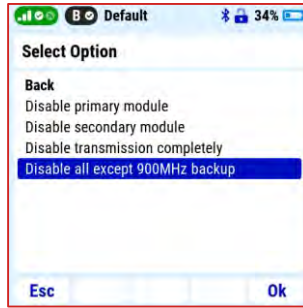 B Default 34%
Select Option
Back
Disable primary module
Disable secondary module
Disable transmission completely
Disable all except 900MHz backup
Esc Ok